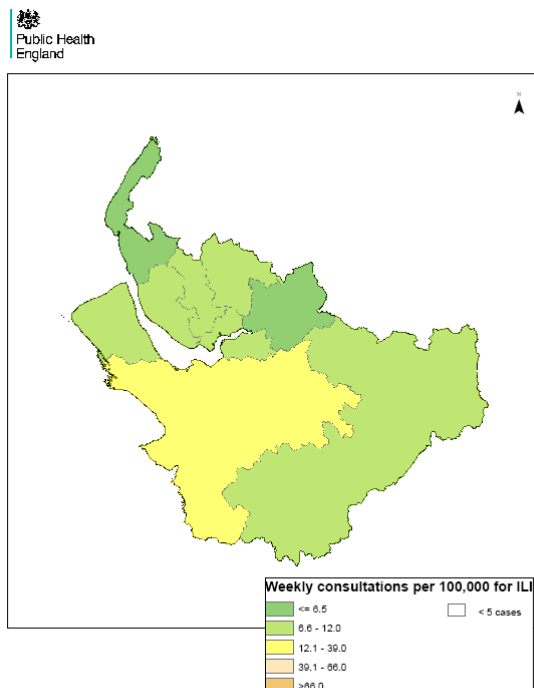 Public Health
England
Weekly consultations per 100,000 for ILI
<= 6.5
< 5 cases
6.6 - 12.0
12.1 - 39.0
39.1 - 66.0
>66.0